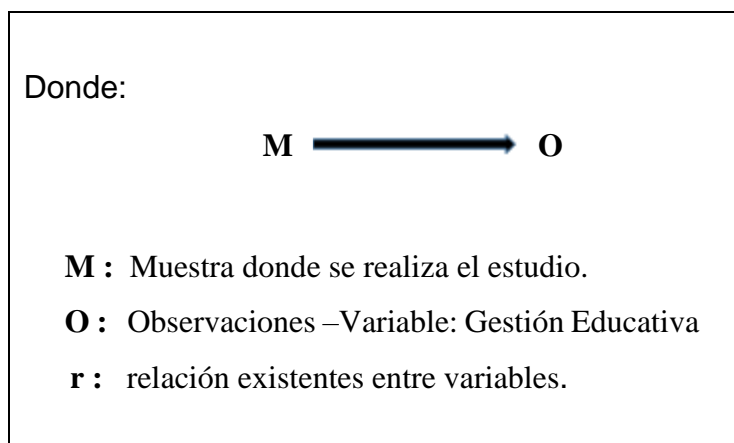 Donde:
M O
M : Muestra donde se realiza el estudio.
O : Observaciones –Variable: Gestión Educativa
r : relación existentes entre variables.